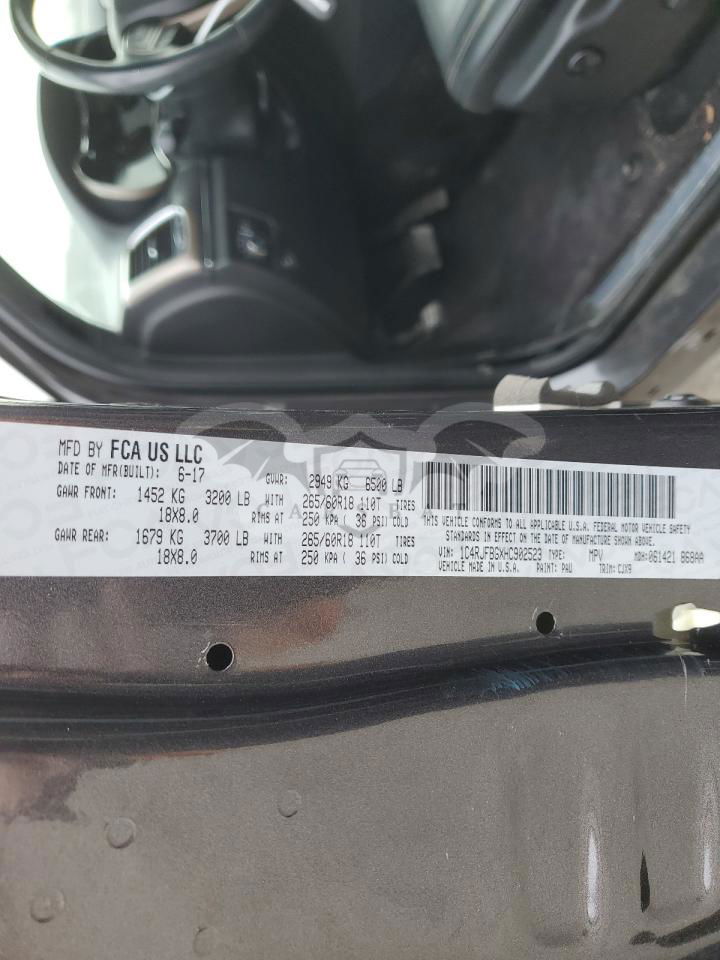 MFD BY FCA US LLC
DATE OF MFR(BUILT): 6-17 GVWR: 2949 KG 6500 LB
GAWR FRONT: 1452 KG 3200 LB WITH 265/60R18 110T TIRES
18X8.0 RIMS AT 250 KPA ( 36 PSI) COLD
GAWR REAR: 1679 KG 3700 LB WITH 265/60R18 110T TIRES
18X8.0 RIMS AT 250 KPA ( 36 PSI) COLD
THIS VEHICLE CONFORMS TO ALL APPLICABLE U.S.A. FEDERAL MOTOR VEHICLE SAFETY
STANDARDS IN EFFECT ON THE DATE OF MANUFACTURE SHOWN ABOVE.
VIN: 1C4RJFBGXHC902523 TYPE: MPV MDH: 061421 868AA
VEHICLE MADE IN U.S.A. PAINT: PAU TRIM: CJX9